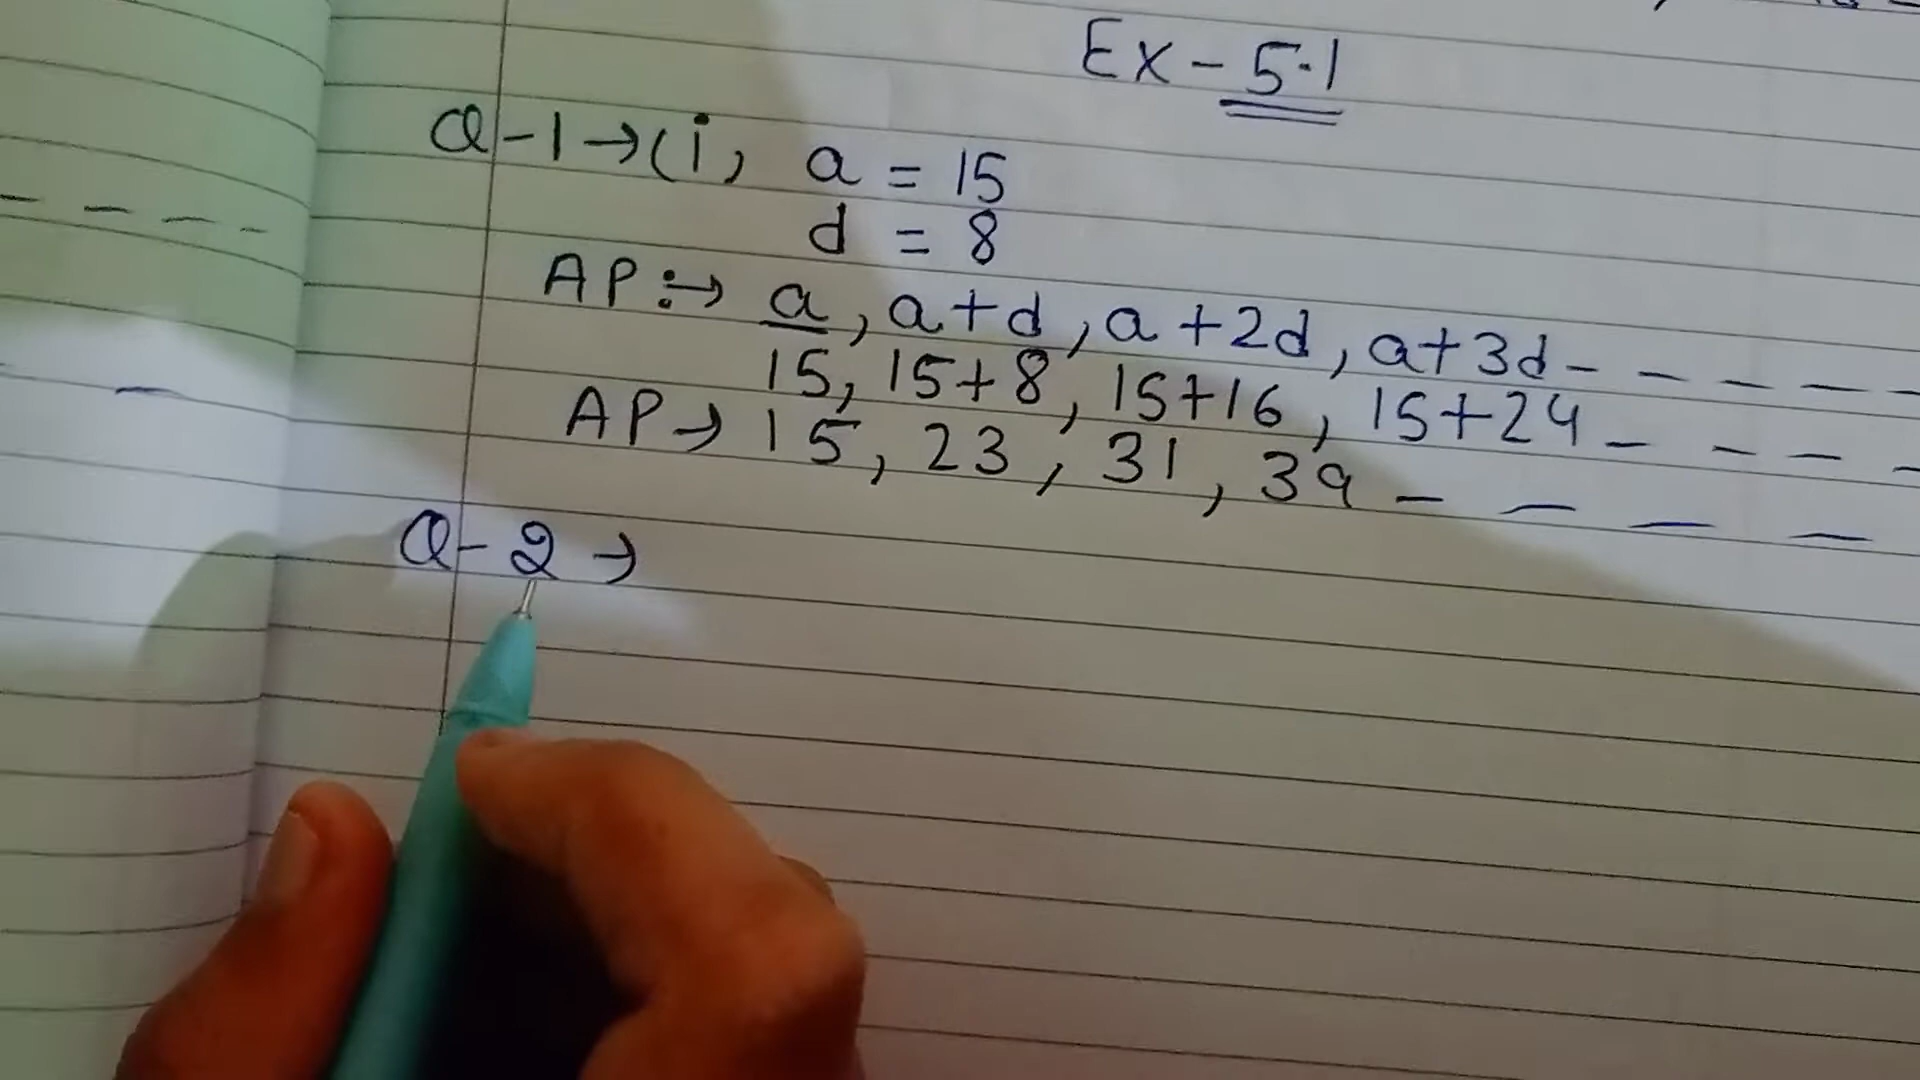 Ex - 5.1
Q-1 → (i) a = 15
d = 8
AP :→ a, a+d, a+2d, a+3d - - - - -
15, 15+8, 15+16, 15+24 - - - -
AP → 15, 23, 31, 39 - - - -
Q-2 →